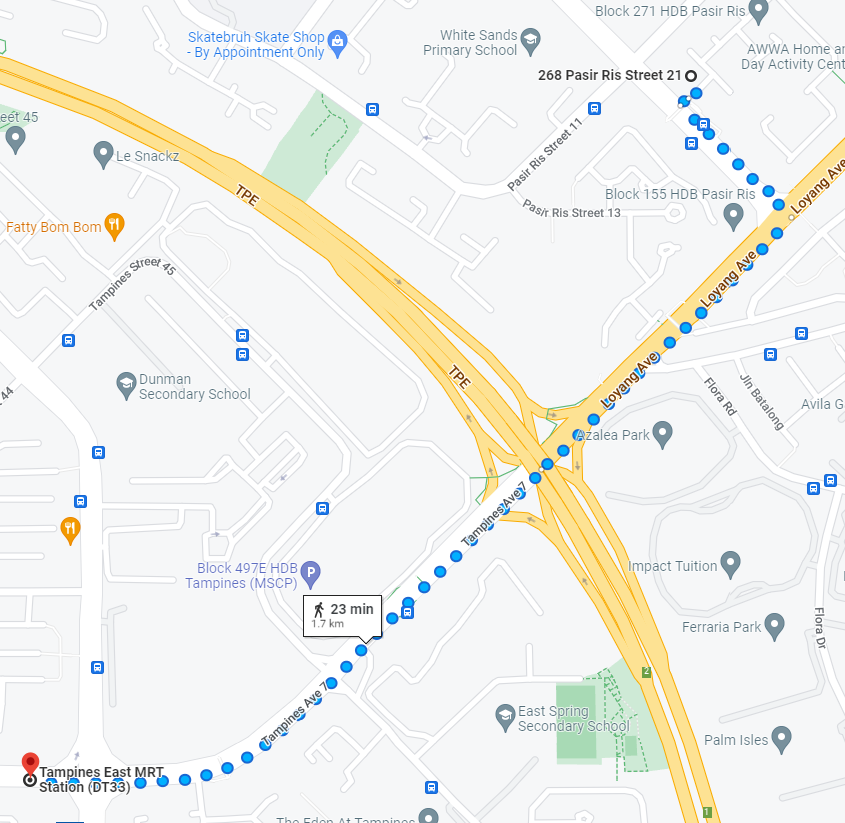 Block 271 HDB Pasir Ris
Skatebruh Skate Shop
- By Appointment Only
White Sands
Primary School
AWWA Home an
Day Activity Cent
268 Pasir Ris Street 21
eet 45
Le Snackz
Pasir Ris Street 11
TPE
Pasir Ris Street 13
Block 155 HDB Pasir Ris
Loyang Ave
Fatty Bom Bom
Tampines Street 45
Loyang Ave
TPE
Loyang Ave
Dunman
Secondary School
44
Flora Rd
Jln Batalong
Avila G
Azalea Park
Tampines Ave 7
Block 497E HDB
Tampines (MSCP)
P
Impact Tuition
23 min
1.7 km
Ferraria Park
Flora Dr
2
Tampines Ave 7
East Spring
Secondary School
Palm Isles
Tampines East MRT
Station (DT33)
1
The Eden At Tampines